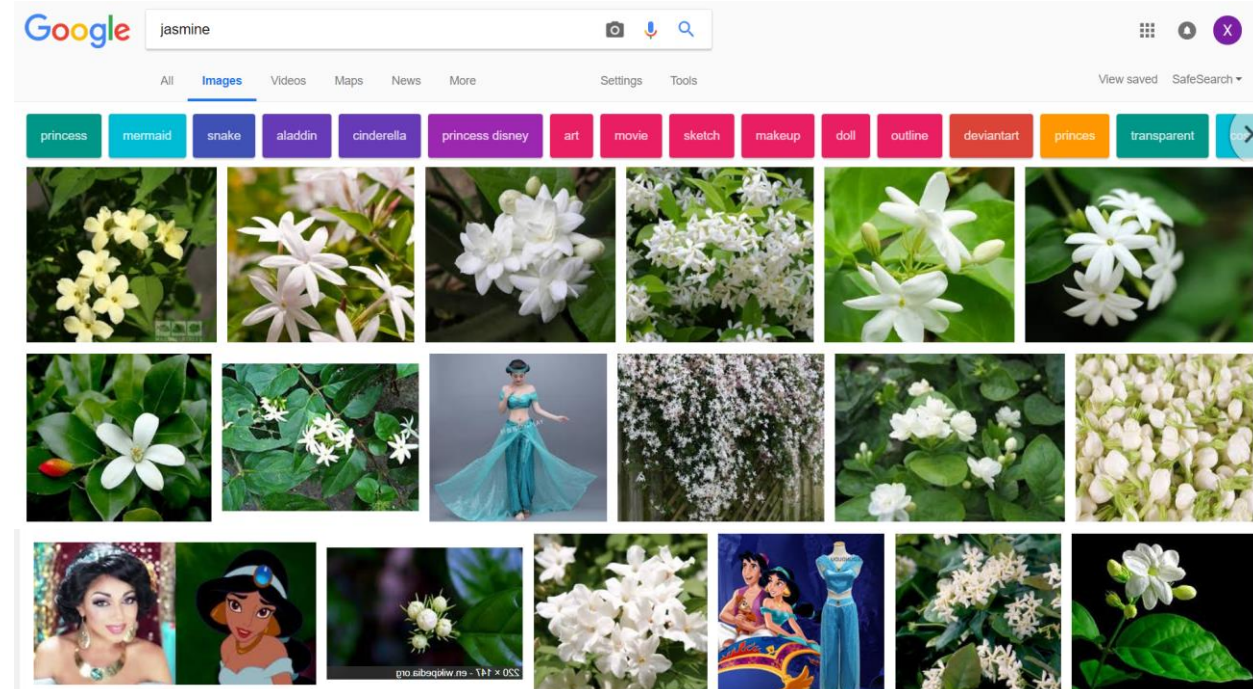 Google jasmine X
All Images Videos Maps News More Settings Tools View saved SafeSearch
princess mermaid snake aladdin cinderella princess disney art movie sketch makeup doll outline deviantart princes transparent
220 × 147 - en.wikipedia.org